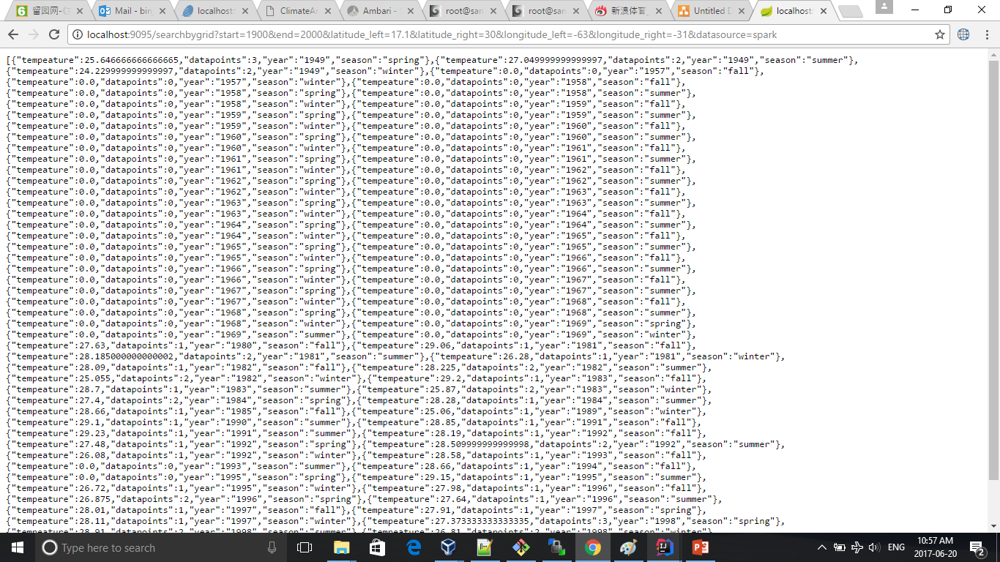 留园网-
Mail - bin
localhost:
ClimateA
Ambari -
root@san
root@sa
新浪体育_
Untitled D
localhost:
localhost:9095/searchbygrid?start=1900&end=2000&latitude_left=17.1&latitude_right=30&longitude_left=-63&longitude_right=-31&datasource=spark
[{"tempeature":25.646666666666665,"datapoints":3,"year":"1949","season":"spring"},{"tempeature":27.049999999999997,"datapoints":2,"year":"1949","season":"summer"},
{"tempeature":24.229999999999997,"datapoints":2,"year":"1949","season":"winter"},{"tempeature":0.0,"datapoints":0,"year":"1957","season":"fall"},
{"tempeature":0.0,"datapoints":0,"year":"1957","season":"winter"},{"tempeature":0.0,"datapoints":0,"year":"1958","season":"fall"},
{"tempeature":0.0,"datapoints":0,"year":"1958","season":"spring"},{"tempeature":0.0,"datapoints":0,"year":"1958","season":"summer"},
{"tempeature":0.0,"datapoints":0,"year":"1958","season":"winter"},{"tempeature":0.0,"datapoints":0,"year":"1959","season":"fall"},
{"tempeature":0.0,"datapoints":0,"year":"1959","season":"spring"},{"tempeature":0.0,"datapoints":0,"year":"1959","season":"summer"},
{"tempeature":0.0,"datapoints":0,"year":"1959","season":"winter"},{"tempeature":0.0,"datapoints":0,"year":"1960","season":"fall"},
{"tempeature":0.0,"datapoints":0,"year":"1960","season":"spring"},{"tempeature":0.0,"datapoints":0,"year":"1960","season":"summer"},
{"tempeature":0.0,"datapoints":0,"year":"1960","season":"winter"},{"tempeature":0.0,"datapoints":0,"year":"1961","season":"fall"},
{"tempeature":0.0,"datapoints":0,"year":"1961","season":"spring"},{"tempeature":0.0,"datapoints":0,"year":"1961","season":"summer"},
{"tempeature":0.0,"datapoints":0,"year":"1961","season":"winter"},{"tempeature":0.0,"datapoints":0,"year":"1962","season":"fall"},
{"tempeature":0.0,"datapoints":0,"year":"1962","season":"spring"},{"tempeature":0.0,"datapoints":0,"year":"1962","season":"summer"},
{"tempeature":0.0,"datapoints":0,"year":"1962","season":"winter"},{"tempeature":0.0,"datapoints":0,"year":"1963","season":"fall"},
{"tempeature":0.0,"datapoints":0,"year":"1963","season":"spring"},{"tempeature":0.0,"datapoints":0,"year":"1963","season":"summer"},
{"tempeature":0.0,"datapoints":0,"year":"1963","season":"winter"},{"tempeature":0.0,"datapoints":0,"year":"1964","season":"fall"},
{"tempeature":0.0,"datapoints":0,"year":"1964","season":"spring"},{"tempeature":0.0,"datapoints":0,"year":"1964","season":"summer"},
{"tempeature":0.0,"datapoints":0,"year":"1964","season":"winter"},{"tempeature":0.0,"datapoints":0,"year":"1965","season":"fall"},
{"tempeature":0.0,"datapoints":0,"year":"1965","season":"spring"},{"tempeature":0.0,"datapoints":0,"year":"1965","season":"summer"},
{"tempeature":0.0,"datapoints":0,"year":"1965","season":"winter"},{"tempeature":0.0,"datapoints":0,"year":"1966","season":"fall"},
{"tempeature":0.0,"datapoints":0,"year":"1966","season":"spring"},{"tempeature":0.0,"datapoints":0,"year":"1966","season":"summer"},
{"tempeature":0.0,"datapoints":0,"year":"1966","season":"winter"},{"tempeature":0.0,"datapoints":0,"year":"1967","season":"fall"},
{"tempeature":0.0,"datapoints":0,"year":"1967","season":"spring"},{"tempeature":0.0,"datapoints":0,"year":"1967","season":"summer"},
{"tempeature":0.0,"datapoints":0,"year":"1967","season":"winter"},{"tempeature":0.0,"datapoints":0,"year":"1968","season":"fall"},
{"tempeature":0.0,"datapoints":0,"year":"1968","season":"spring"},{"tempeature":0.0,"datapoints":0,"year":"1968","season":"summer"},
{"tempeature":0.0,"datapoints":0,"year":"1968","season":"winter"},{"tempeature":0.0,"datapoints":0,"year":"1969","season":"spring"},
{"tempeature":0.0,"datapoints":0,"year":"1969","season":"summer"},{"tempeature":0.0,"datapoints":0,"year":"1969","season":"winter"},
{"tempeature":27.63,"datapoints":1,"year":"1980","season":"fall"},{"tempeature":29.06,"datapoints":1,"year":"1981","season":"fall"},
{"tempeature":28.185000000000002,"datapoints":2,"year":"1981","season":"summer"},{"tempeature":26.28,"datapoints":1,"year":"1981","season":"winter"},
{"tempeature":28.09,"datapoints":1,"year":"1982","season":"fall"},{"tempeature":28.225,"datapoints":2,"year":"1982","season":"summer"},
{"tempeature":25.055,"datapoints":2,"year":"1982","season":"winter"},{"tempeature":29.2,"datapoints":1,"year":"1983","season":"fall"},
{"tempeature":28.7,"datapoints":1,"year":"1983","season":"summer"},{"tempeature":25.87,"datapoints":2,"year":"1983","season":"winter"},
{"tempeature":27.4,"datapoints":2,"year":"1984","season":"spring"},{"tempeature":28.28,"datapoints":1,"year":"1984","season":"summer"},
{"tempeature":28.66,"datapoints":1,"year":"1985","season":"fall"},{"tempeature":25.06,"datapoints":1,"year":"1989","season":"winter"},
{"tempeature":29.1,"datapoints":1,"year":"1990","season":"summer"},{"tempeature":28.85,"datapoints":1,"year":"1991","season":"fall"},
{"tempeature":29.23,"datapoints":1,"year":"1991","season":"summer"},{"tempeature":28.19,"datapoints":1,"year":"1992","season":"fall"},
{"tempeature":27.48,"datapoints":1,"year":"1992","season":"spring"},{"tempeature":28.509999999999998,"datapoints":2,"year":"1992","season":"summer"},
{"tempeature":26.08,"datapoints":1,"year":"1992","season":"winter"},{"tempeature":28.58,"datapoints":1,"year":"1993","season":"fall"},
{"tempeature":0.0,"datapoints":0,"year":"1993","season":"summer"},{"tempeature":28.66,"datapoints":1,"year":"1994","season":"fall"},
{"tempeature":0.0,"datapoints":0,"year":"1995","season":"spring"},{"tempeature":29.15,"datapoints":1,"year":"1995","season":"summer"},
{"tempeature":26.72,"datapoints":1,"year":"1995","season":"winter"},{"tempeature":27.98,"datapoints":1,"year":"1996","season":"fall"},
{"tempeature":26.875,"datapoints":2,"year":"1996","season":"spring"},{"tempeature":27.64,"datapoints":1,"year":"1996","season":"summer"},
{"tempeature":28.01,"datapoints":1,"year":"1997","season":"fall"},{"tempeature":27.91,"datapoints":1,"year":"1997","season":"spring"},
{"tempeature":28.11,"datapoints":1,"year":"1997","season":"winter"},{"tempeature":27.373333333333335,"datapoints":3,"year":"1998","season":"spring"},
{"tempeature":28.91,"datapoints":2,"year":"1998","season":"summer"},{"tempeature":26.81,"datapoints":2,"year":"1998","season":"winter"},
Type here to search
ENG
10:57 AM
2017-06-20
2